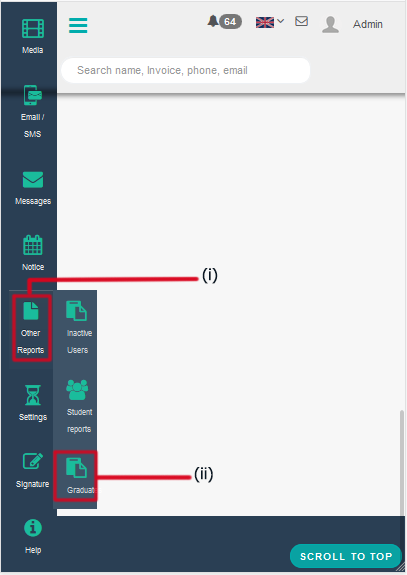 Media
64
Admin
Search name, Invoice, phone, email
Email /
SMS
Messages
Notice
(i)
Other
Reports
Inactive
Users
Settings
Student
reports
Signature
Graduat
(ii)
Help
SCROLL TO TOP